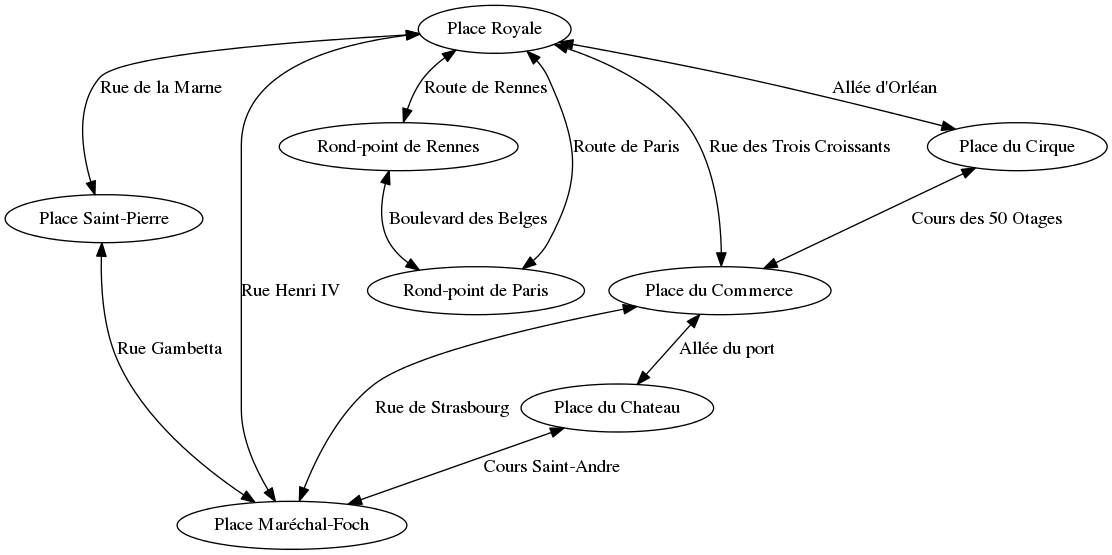 Place Royale
Rue de la Marne
Route de Rennes
Allée d'Orléan
Rond-point de Rennes
Route de Paris
Rue des Trois Croissants
Place du Cirque
Place Saint-Pierre
Boulevard des Belges
Cours des 50 Otages
Rue Henri IV
Rond-point de Paris
Place du Commerce
Rue Gambetta
Allée du port
Rue de Strasbourg
Place du Chateau
Cours Saint-Andre
Place Maréchal-Foch